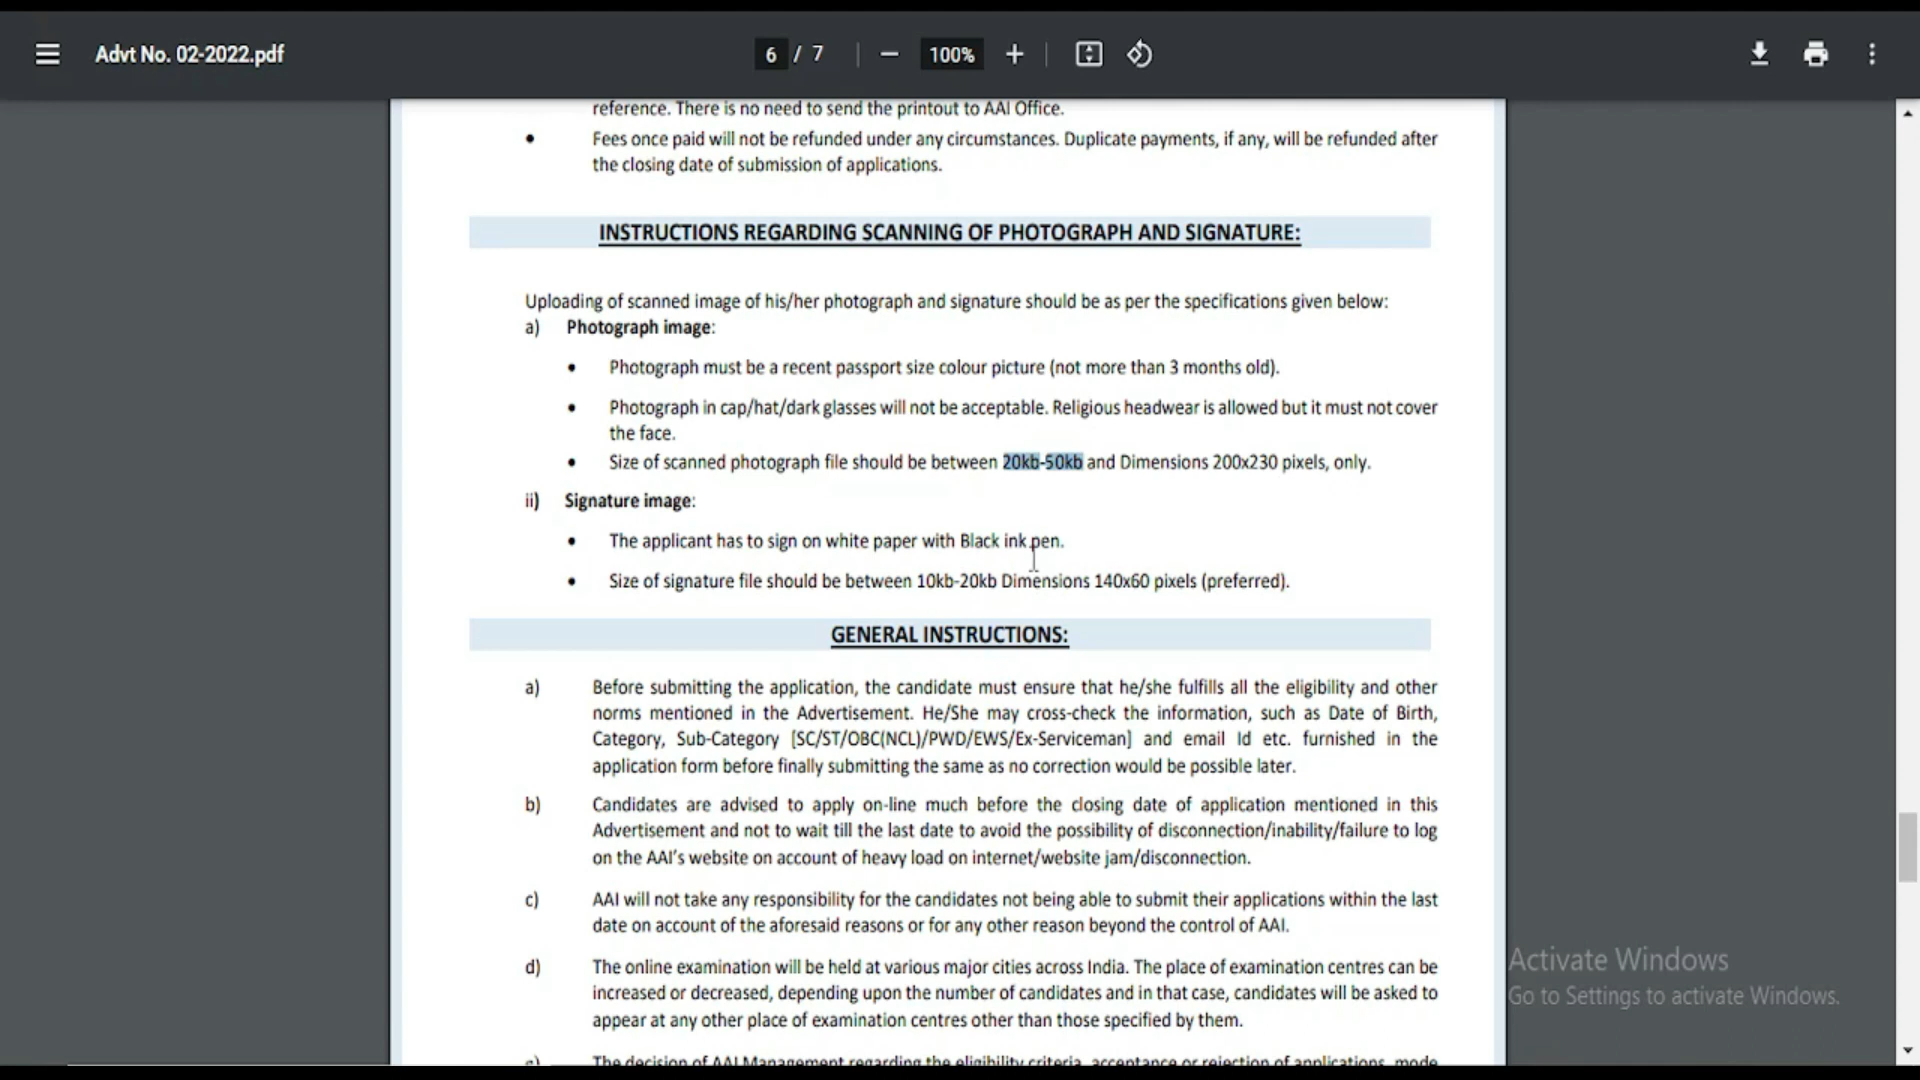 Advt No. 02-2022.pdf
6 / 7
100%
reference. There is no need to send the printout to AAI Office.
• Fees once paid will not be refunded under any circumstances. Duplicate payments, if any, will be refunded after
the closing date of submission of applications.
INSTRUCTIONS REGARDING SCANNING OF PHOTOGRAPH AND SIGNATURE:
Uploading of scanned image of his/her photograph and signature should be as per the specifications given below:
a) Photograph image:
• Photograph must be a recent passport size colour picture (not more than 3 months old).
• Photograph in cap/hat/dark glasses will not be acceptable. Religious headwear is allowed but it must not cover
the face.
• Size of scanned photograph file should be between 20kb-50kb and Dimensions 200x230 pixels, only.
ii) Signature image:
• The applicant has to sign on white paper with Black ink pen.
• Size of signature file should be between 10kb-20kb Dimensions 140x60 pixels (preferred).
GENERAL INSTRUCTIONS:
a) Before submitting the application, the candidate must ensure that he/she fulfills all the eligibility and other
norms mentioned in the Advertisement. He/She may cross-check the information, such as Date of Birth,
Category, Sub-Category [SC/ST/OBC(NCL)/PWD/EWS/Ex-Serviceman] and email Id etc. furnished in the
application form before finally submitting the same as no correction would be possible later.
b) Candidates are advised to apply on-line much before the closing date of application mentioned in this
Advertisement and not to wait till the last date to avoid the possibility of disconnection/inability/failure to log
on the AAI's website on account of heavy load on internet/website jam/disconnection.
c) AAI will not take any responsibility for the candidates not being able to submit their applications within the last
date on account of the aforesaid reasons or for any other reason beyond the control of AAI.
d) The online examination will be held at various major cities across India. The place of examination centres can be
increased or decreased, depending upon the number of candidates and in that case, candidates will be asked to
appear at any other place of examination centres other than those specified by them.
e) The decision of AAI Management regarding the eligibility criteria, acceptance or rejection of applications, mode
Activate Windows
Go to Settings to activate Windows.